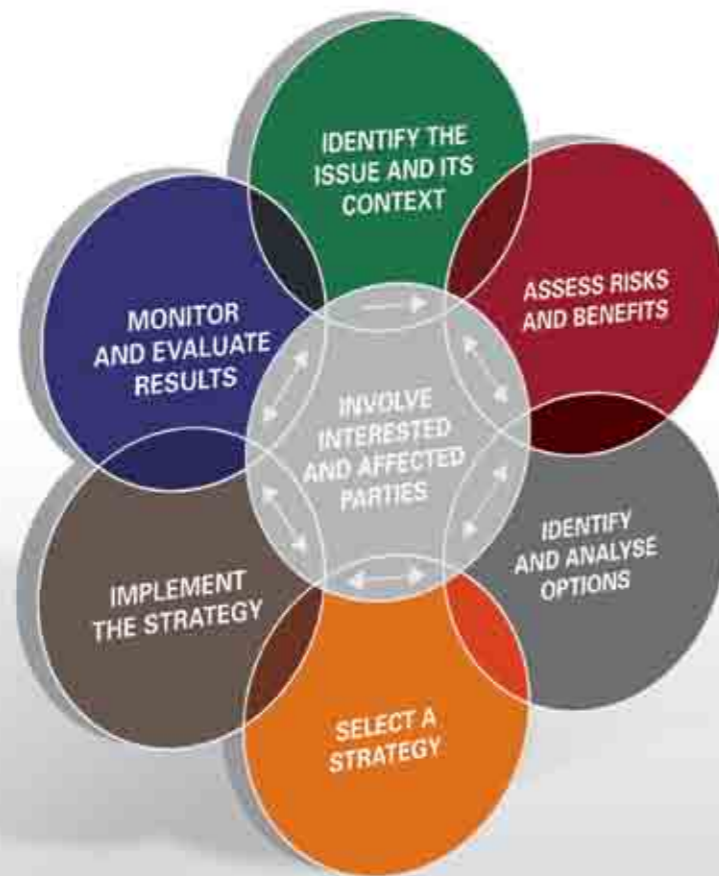 IDENTIFY THE
ISSUE AND ITS
CONTEXT
ASSESS RISKS
AND BENEFITS
IDENTIFY
AND ANALYSE
OPTIONS
SELECT A
STRATEGY
IMPLEMENT
THE STRATEGY
MONITOR
AND EVALUATE
RESULTS
INVOLVE
INTERESTED
AND AFFECTED
PARTIES